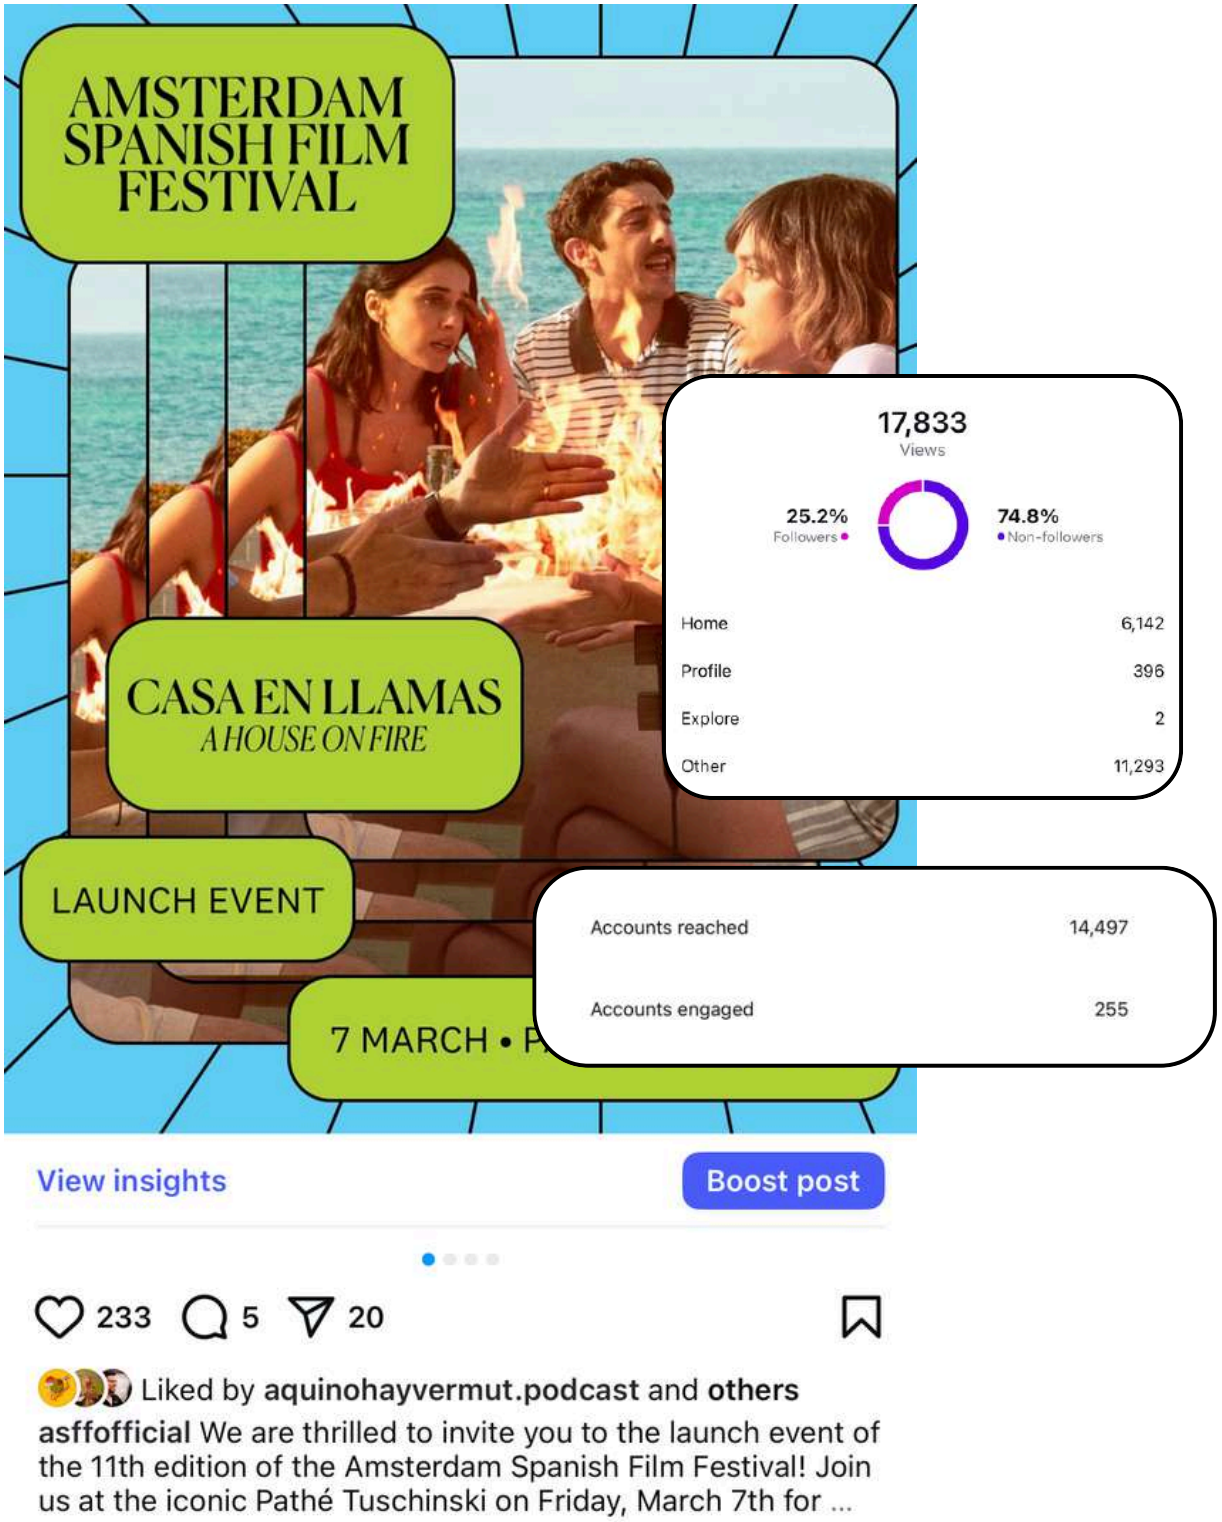 AMSTERDAM
SPANISH FILM
FESTIVAL
17,833
Views
25.2%
Followers
74.8%
Non-followers
Home 6,142
Profile 396
Explore 2
Other 11,293
CASA EN LLAMAS
A HOUSE ON FIRE
LAUNCH EVENT
Accounts reached 14,497
Accounts engaged 255
7 MARCH •
View insights
Boost post
233 5 20
Liked by aquinohayvermut.podcast and others
asffofficial We are thrilled to invite you to the launch event of
the 11th edition of the Amsterdam Spanish Film Festival! Join
us at the iconic Pathé Tuschinski on Friday, March 7th for ...